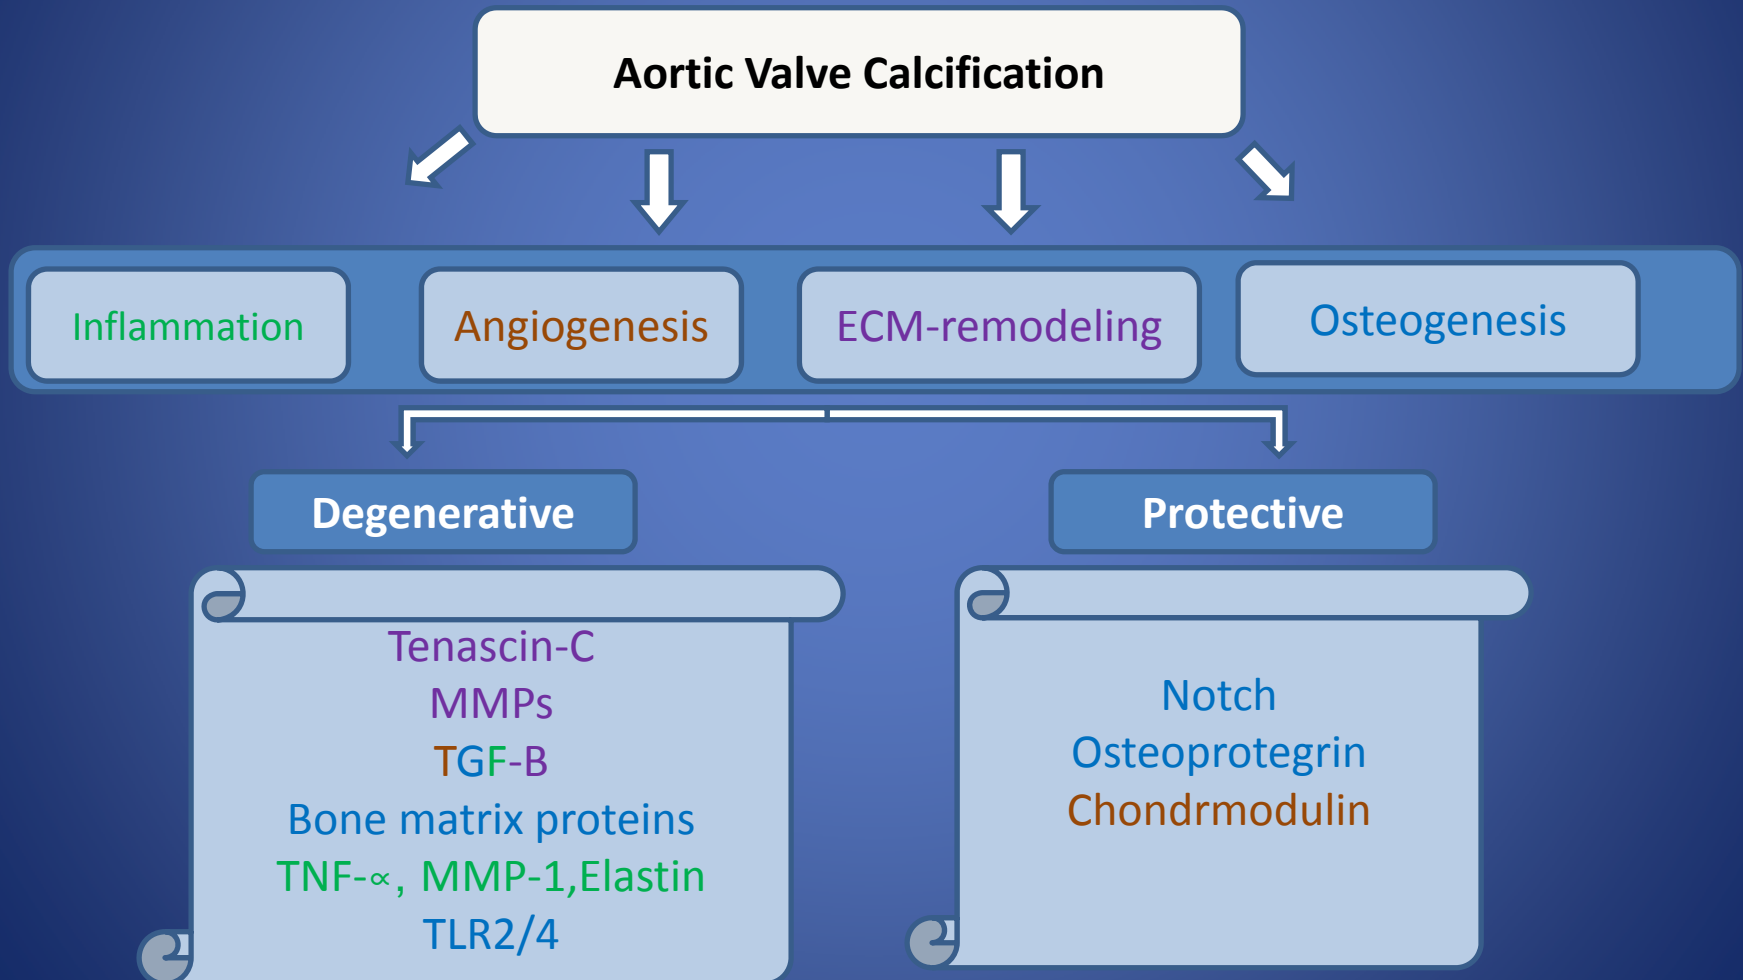 Aortic Valve Calcification
Inflammation
Angiogenesis
ECM-remodeling
Osteogenesis
Degenerative
Protective
Tenascin-C
MMPs
TGF-B
Bone matrix proteins
TNF-∝, MMP-1,Elastin
TLR2/4
Notch
Osteoprotegrin
Chondrmodulin